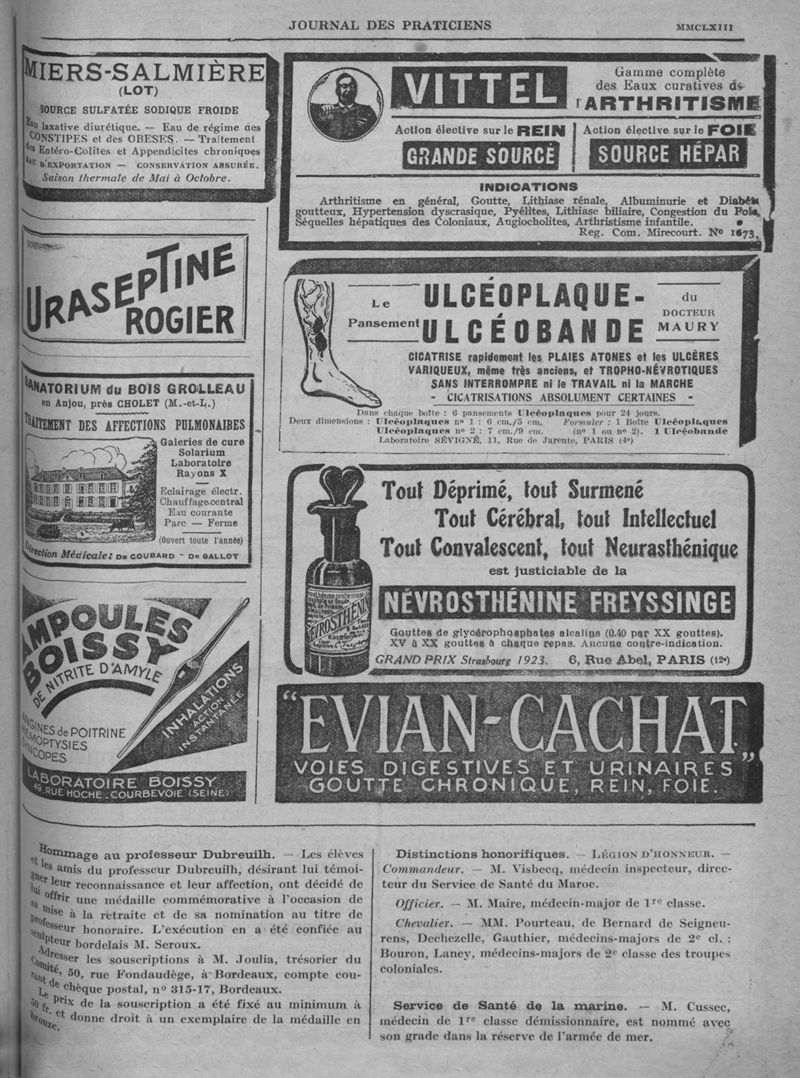 JOURNAL DES PRATICIENS
MMCLXIII
MIERS-SALMIÈRE
(LOT)
SOURCE SULFATÉE SODIQUE FROIDE
Eau laxative diurétique. — Eau de régime des
CONSTIPES et des OBESES. — Traitement
des Entéro-Colites et Appendicites chroniques
EAU D'EXPORTATION — CONSERVATION ASSURÉE.
Saison thermale de Mai à Octobre.
URASEPTINE
ROGIER
SANATORIUM du BOIS GROLLEAU
en Anjou, près CHOLET (M.-et-L.)
TRAITEMENT DES AFFECTIONS PULMONAIRES
Galeries de cure
Solarium
Laboratoire
Rayons X
Eclairage électr.
Chauffage central
Eau courante
Parc — Ferme
(Ouvert toute l'année)
Direction Médicale: DR COUBARD - DR GALLOT
AMPOULES
BOISSY
DE NITRITE D'AMYLE
INHALATIONS
ACTION
INSTANTANÉE
ANGINES de POITRINE
HEMOPTYSIES
SYNCOPES
LABORATOIRE BOISSY
49, RUE HOCHE _ COURBEVOIE (SEINE)
VITTEL
Gamme complète
des Eaux curatives de
l'ARTHRITISME
Action élective sur le REIN
GRANDE SOURCE
Action élective sur le FOIE
SOURCE HÉPAR
INDICATIONS
Arthritisme en général, Goutte, Lithiase rénale, Albuminurie et Diabète
goutteux, Hypertension dyscrasique, Pyélites, Lithiase biliaire, Congestion du Foie,
Séquelles hépatiques des Coloniaux, Angiocholites, Arthristisme infantile.
Reg. Com. Mirecourt. No 1673.
Le
Pansement
ULCÉOPLAQUE-
ULCÉOBANDE
du
DOCTEUR
MAURY
CICATRISE rapidement les PLAIES ATONES et les ULCÈRES
VARIQUEUX, même très anciens, et TROPHO-NÉVROTIQUES
SANS INTERROMPRE ni le TRAVAIL ni la MARCHE
- CICATRISATIONS ABSOLUMENT CERTAINES -
Dans chaque boîte : 6 pansements Ulcéoplaques pour 24 jours.
Deux dimensions : Ulcéoplaques no 1 : 6 cm./5 cm. Formuler : 1 Boîte Ulcéoplaques
Ulcéoplaques no 2 : 7 cm./9 cm. (no 1 ou no 2). 1 Ulcéobande
Laboratoire SÉVIGNÉ, 11, Rue de Jarente, PARIS (4e)
NÉVROSTHÉNINE
Tout Déprimé, tout Surmené
Tout Cérébral, tout Intellectuel
Tout Convalescent, tout Neurasthénique
est justiciable de la
NÉVROSTHÉNINE FREYSSINGE
Gouttes de glycérophosphates alcalins (0.40 par XX gouttes).
XV à XX gouttes à chaque repas. Aucune contre-indication.
GRAND PRIX Strasbourg 1923. 6, Rue Abel, PARIS (12e)
"EVIAN-CACHAT"
VOIES DIGESTIVES ET URINAIRES
GOUTTE CHRONIQUE, REIN, FOIE.
Hommage au professeur Dubreuilh. — Les élèves
et les amis du professeur Dubreuilh, désirant lui témoi-
gner leur reconnaissance et leur affection, ont décidé de
lui offrir une médaille commémorative à l'occasion de
sa mise à la retraite et de sa nomination au titre de
professeur honoraire. L'exécution en a été confiée au
sculpteur bordelais M. Seroux.
Adresser les souscriptions à M. Joulia, trésorier du
Comité, 50, rue Fondaudège, à Bordeaux, compte cou-
rant de chèque postal, no 315-17, Bordeaux.
Le prix de la souscription a été fixé au minimum à
50 fr. et donne droit à un exemplaire de la médaille en
bronze.
Distinctions honorifiques. — LÉGION D'HONNEUR. —
Commandeur. — M. Visbecq, médecin inspecteur, direc-
teur du Service de Santé du Maroc.
Officier. — M. Maire, médecin-major de 1re classe.
Chevalier. — MM. Pourteau, de Bernard de Seigneu-
rens, Dechezelle, Gauthier, médecins-majors de 2e cl. ;
Bouron, Lancy, médecins-majors de 2e classe des troupes
coloniales.
Service de Santé de la marine. — M. Cussec,
médecin de 1re classe démissionnaire, est nommé avec
son grade dans la réserve de l'armée de mer.